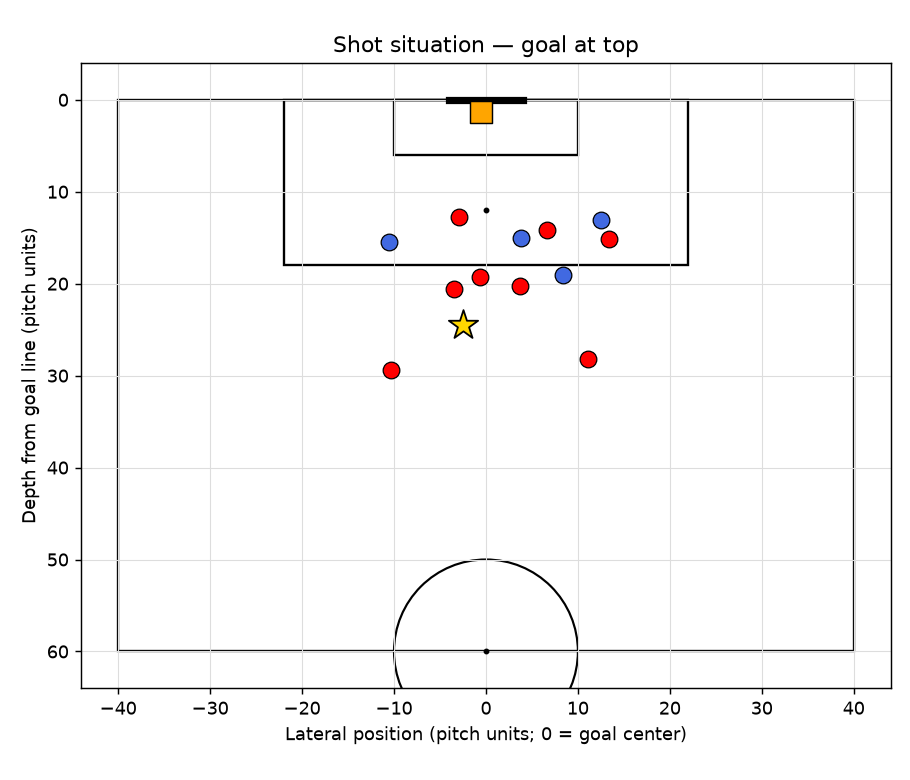 Shot situation — goal at top
Depth from goal line (pitch units)
0
10
20
30
40
50
60
−40 −30 −20 −10 0 10 20 30 40
Lateral position (pitch units; 0 = goal center)